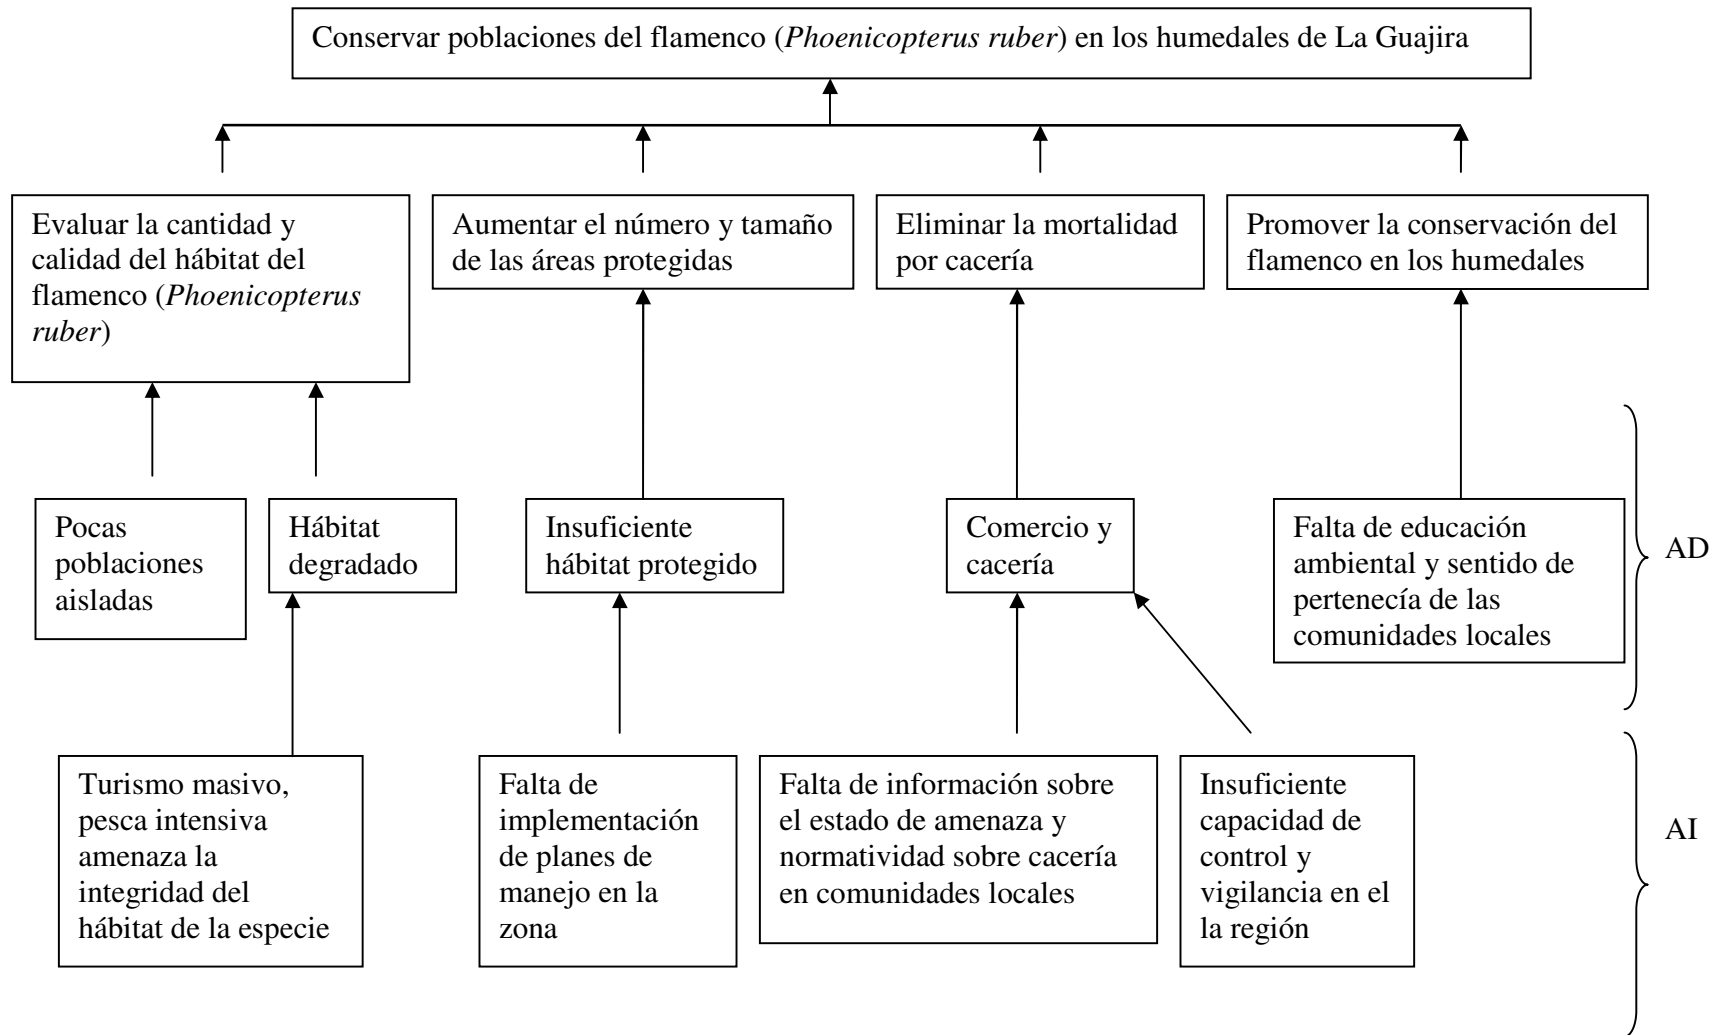 Conservar poblaciones del flamenco (Phoenicopterus ruber) en los humedales de La Guajira
Evaluar la cantidad y
calidad del hábitat del
flamenco (Phoenicopterus
ruber)
Aumentar el número y tamaño
de las áreas protegidas
Eliminar la mortalidad
por cacería
Promover la conservación del
flamenco en los humedales
Pocas
poblaciones
aisladas
Hábitat
degradado
Insuficiente
hábitat protegido
Comercio y
cacería
Falta de educación
ambiental y sentido de
pertenecía de las
comunidades locales
AD
Turismo masivo,
pesca intensiva
amenaza la
integridad del
hábitat de la especie
Falta de
implementación
de planes de
manejo en la
zona
Falta de información sobre
el estado de amenaza y
normatividad sobre cacería
en comunidades locales
Insuficiente
capacidad de
control y
vigilancia en el
la región
AI